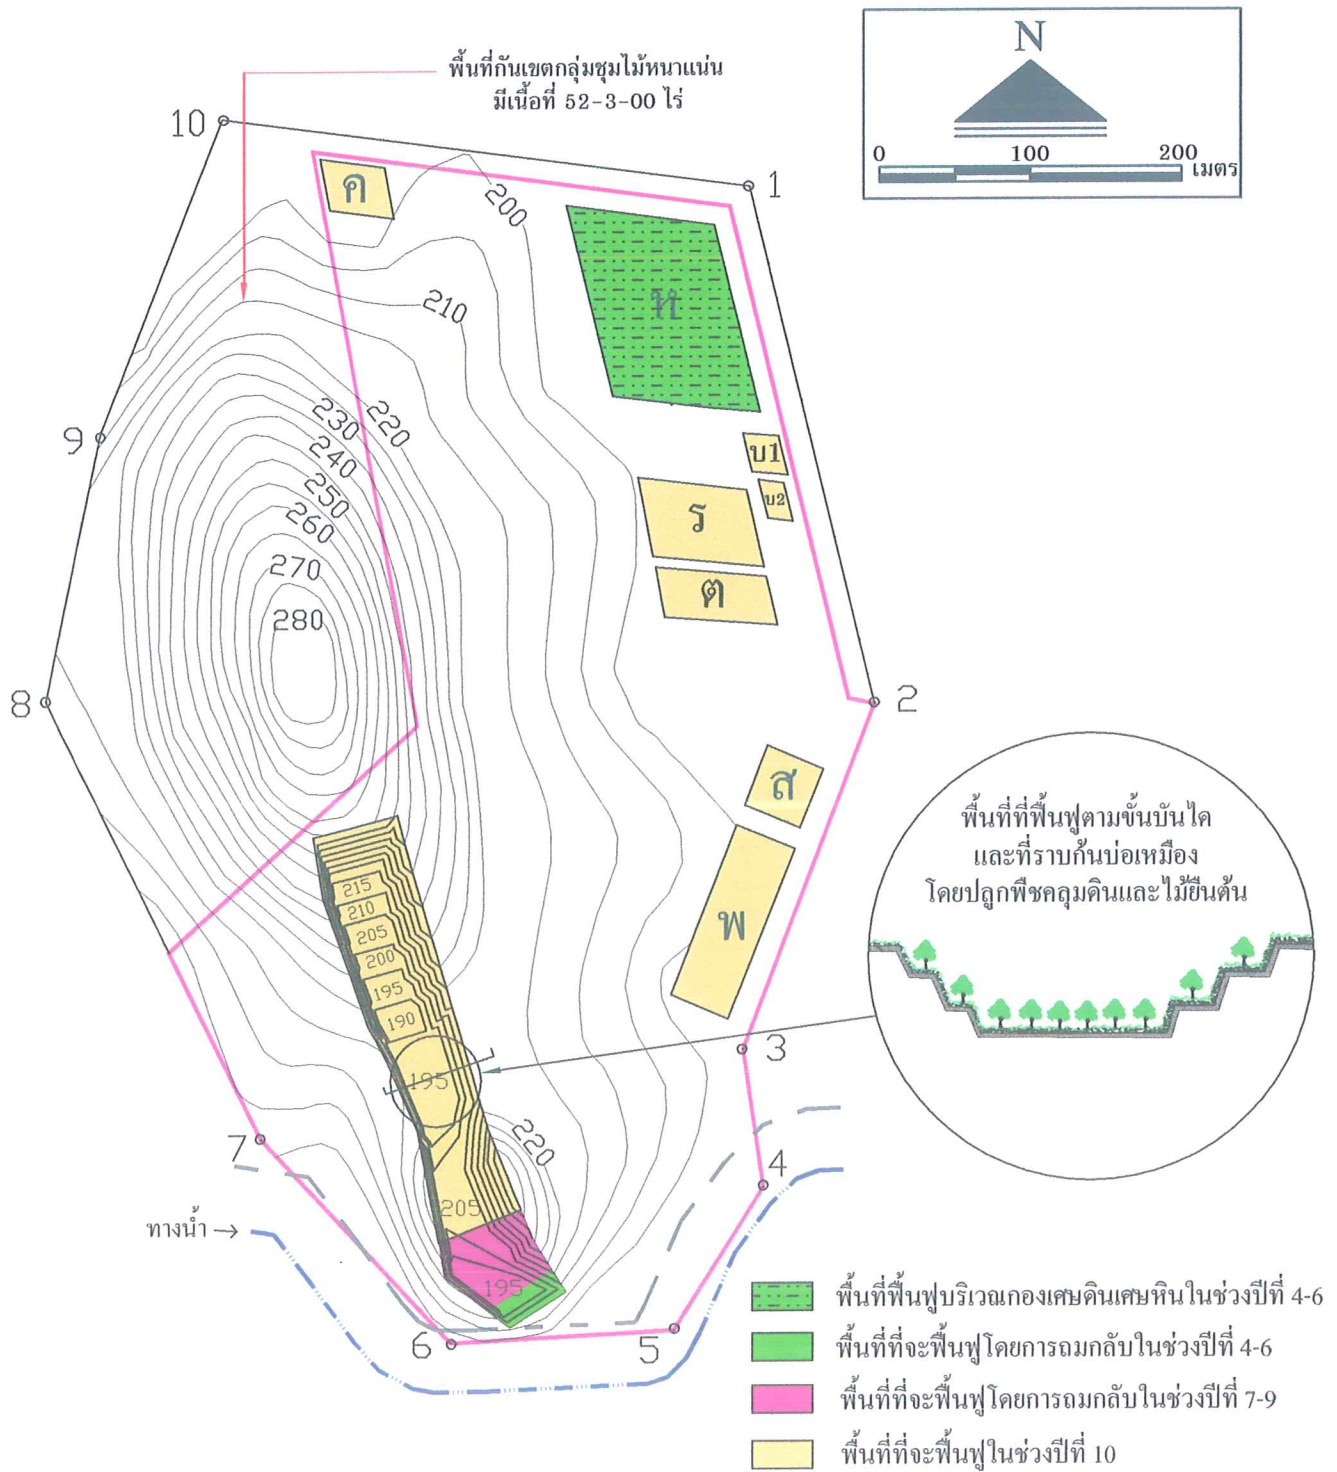 N
0 100 200 เมตร
พื้นที่กันเขตกลุ่มชุมไม้หนาแน่น
มีเนื้อที่ 52-3-00 ไร่
10
1
ค
200
210
ห
9
220
230
240
250
260
270
280
บ1
บ2
ร
ต
8
2
ส
พ
พื้นที่ที่ฟื้นฟูตามขั้นบันได
และที่ราบก้นบ่อเหมือง
โดยปลูกพืชคลุมดินและไม้ยืนต้น
215
210
205
200
195
190
195
3
220
7
4
205
ทางน้ำ
195
6
5
พื้นที่ฟื้นฟูบริเวณกองเศษดินเศษหินในช่วงปีที่ 4-6
พื้นที่ที่จะฟื้นฟูโดยการถมกลับในช่วงปีที่ 4-6
พื้นที่ที่จะฟื้นฟูโดยการถมกลับในช่วงปีที่ 7-9
พื้นที่ที่จะฟื้นฟูในช่วงปีที่ 10